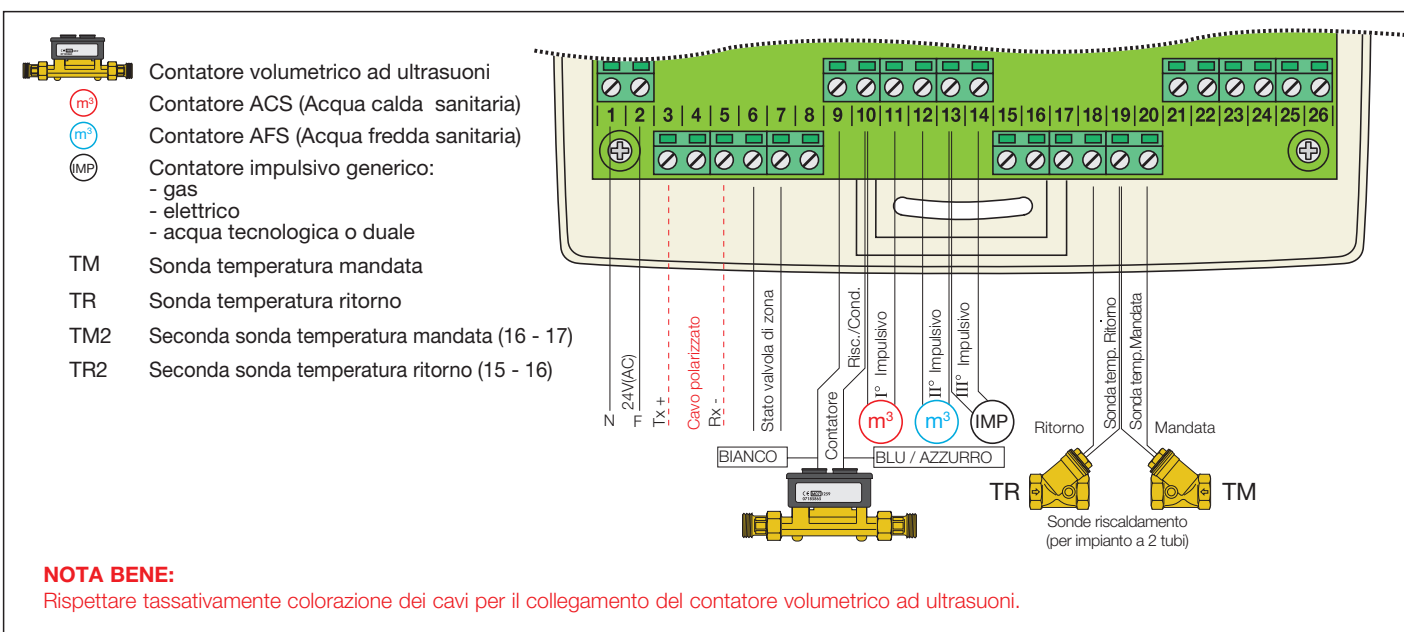 Contatore volumetrico ad ultrasuoni
m³ Contatore ACS (Acqua calda sanitaria)
m³ Contatore AFS (Acqua fredda sanitaria)
IMP Contatore impulsivo generico:
- gas
- elettrico
- acqua tecnologica o duale
TM Sonda temperatura mandata
TR Sonda temperatura ritorno
TM2 Seconda sonda temperatura mandata (16 - 17)
TR2 Seconda sonda temperatura ritorno (15 - 16)
1 2 3 4 5 6 7 8 9 10 11 12 13 14 15 16 17 18 19 20 21 22 23 24 25 26
N
24V(AC)
F
Tx +
Cavo polarizzato
Rx -
Stato valvola di zona
Contatore Risc./Cond.
I° Impulsivo
II° Impulsivo
III° Impulsivo
m³
m³
IMP
BIANCO
BLU / AZZURRO
Ritorno
Sonda temp. Ritorno
Sonda temp.Mandata
Mandata
TR
TM
Sonde riscaldamento
(per impianto a 2 tubi)
NOTA BENE:
Rispettare tassativamente colorazione dei cavi per il collegamento del contatore volumetrico ad ultrasuoni.